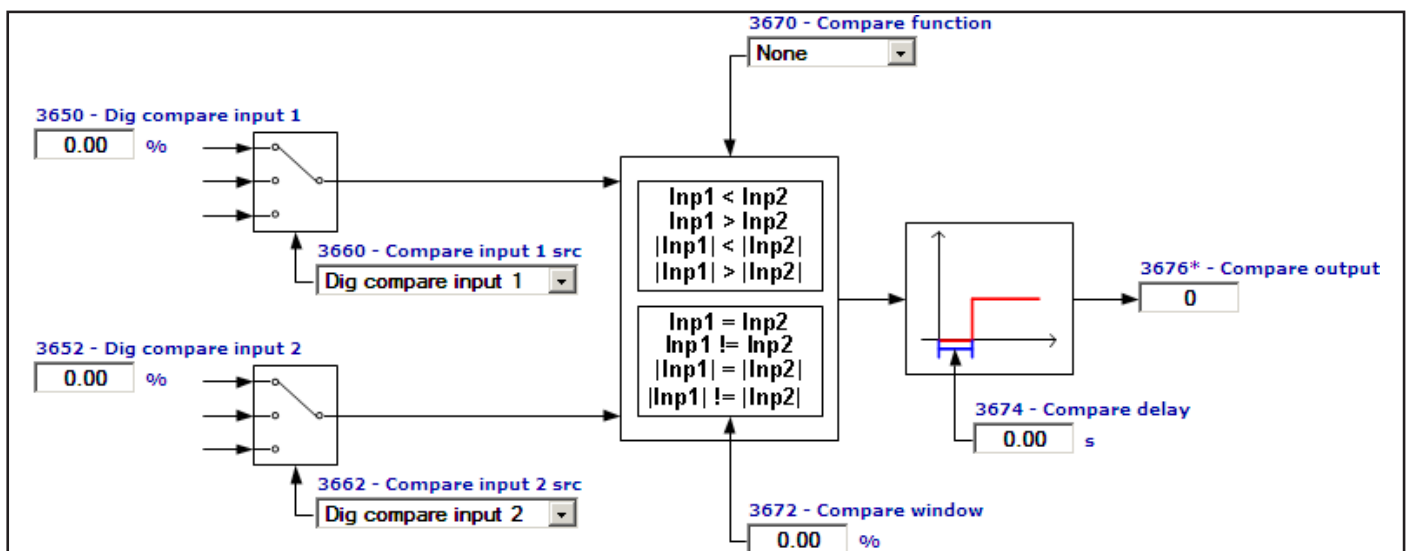 3670 - Compare function
None
3650 - Dig compare input 1
0.00 %
3660 - Compare input 1 src
Dig compare input 1
Inp1 < Inp2
Inp1 > Inp2
|Inp1| < |Inp2|
|Inp1| > |Inp2|
Inp1 = Inp2
Inp1 != Inp2
|Inp1| = |Inp2|
|Inp1| != |Inp2|
3676* - Compare output
0
3652 - Dig compare input 2
0.00 %
3674 - Compare delay
0.00 s
3662 - Compare input 2 src
Dig compare input 2
3672 - Compare window
0.00 %